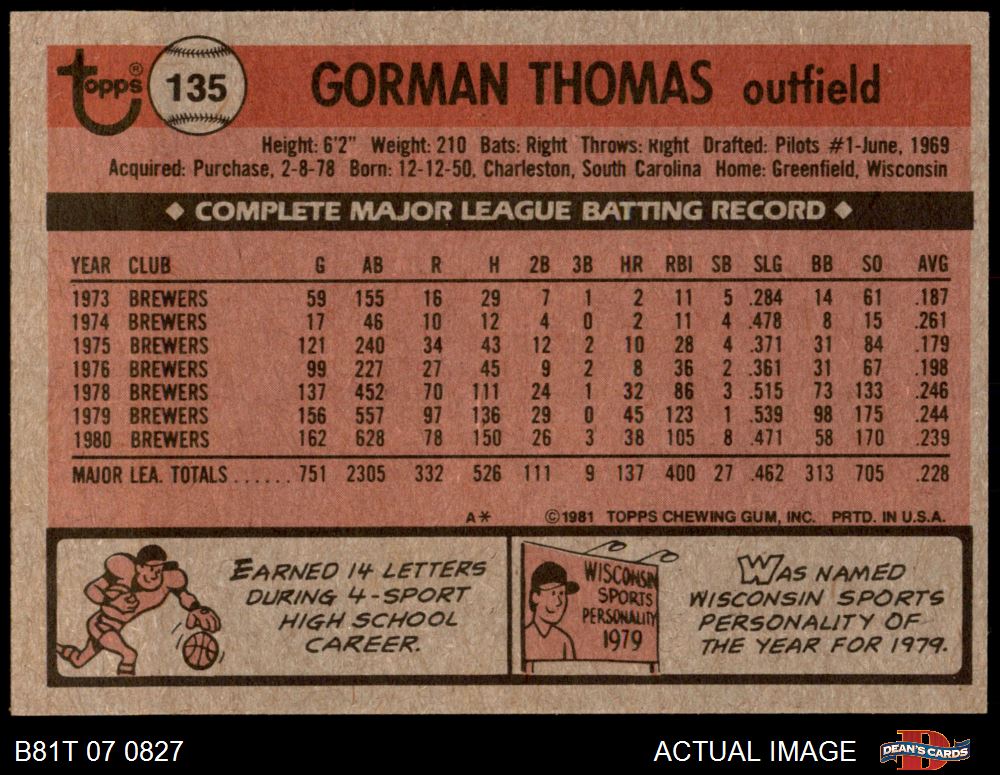 topps®
135
GORMAN THOMAS outfield
Height: 6'2" Weight: 210 Bats: Right Throws: Right Drafted: Pilots #1-June, 1969
Acquired: Purchase, 2-8-78 Born: 12-12-50, Charleston, South Carolina Home: Greenfield, Wisconsin
◆ COMPLETE MAJOR LEAGUE BATTING RECORD ◆
YEAR CLUB G AB R H 2B 3B HR RBI SB SLG BB SO AVG
1973 BREWERS 59 155 16 29 7 1 2 11 5 .284 14 61 .187
1974 BREWERS 17 46 10 12 4 0 2 11 4 .478 8 15 .261
1975 BREWERS 121 240 34 43 12 2 10 28 4 .371 31 84 .179
1976 BREWERS 99 227 27 45 9 2 8 36 2 .361 31 67 .198
1978 BREWERS 137 452 70 111 24 1 32 86 3 .515 73 133 .246
1979 BREWERS 156 557 97 136 29 0 45 123 1 .539 98 175 .244
1980 BREWERS 162 628 78 150 26 3 38 105 8 .471 58 170 .239
MAJOR LEA. TOTALS ...... 751 2305 332 526 111 9 137 400 27 .462 313 705 .228
A* ©1981 TOPPS CHEWING GUM, INC. PRTD. IN U.S.A.
EARNED 14 LETTERS
DURING 4-SPORT
HIGH SCHOOL
CAREER.
WISCONSIN
SPORTS
PERSONALITY
1979
WAS NAMED
WISCONSIN SPORTS
PERSONALITY OF
THE YEAR FOR 1979.
B81T 07 0827
ACTUAL IMAGE
D
DEAN'S CARDS